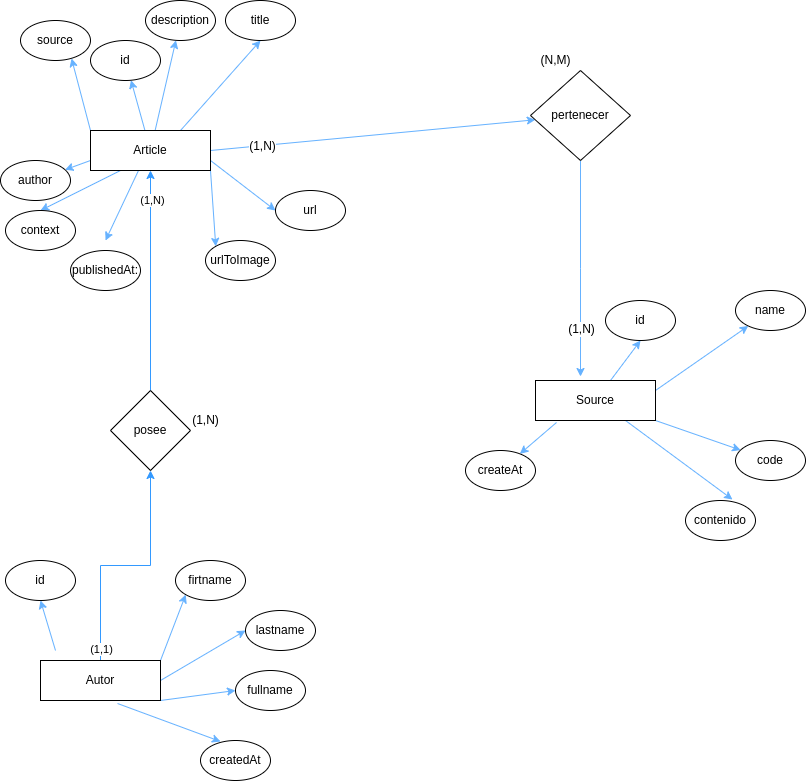 description
title
source
id
(N,M)
pertenecer
Article
(1,N)
author
(1,N)
context
url
publishedAt:
urlToImage
id
name
(1,N)
Source
(1,N)
posee
code
createAt
contenido
id
firtname
lastname
(1,1)
Autor
fullname
createdAt